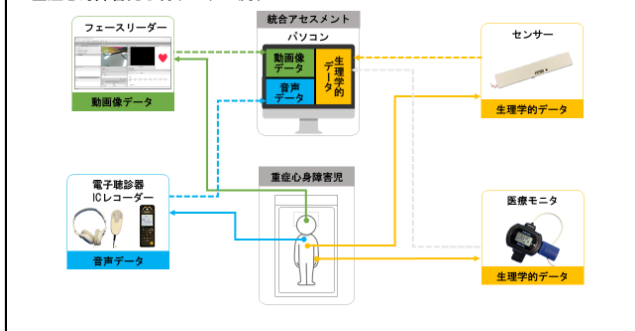 統合アセスメント
フェースリーダー
パソコン
センサー
動画像
データ
生理学的
データ
音声
データ
動画像データ
生理学的データ
重症心身障害児
電子聴診器
ICレコーダー
医療モニタ
音声データ
生理学的データ